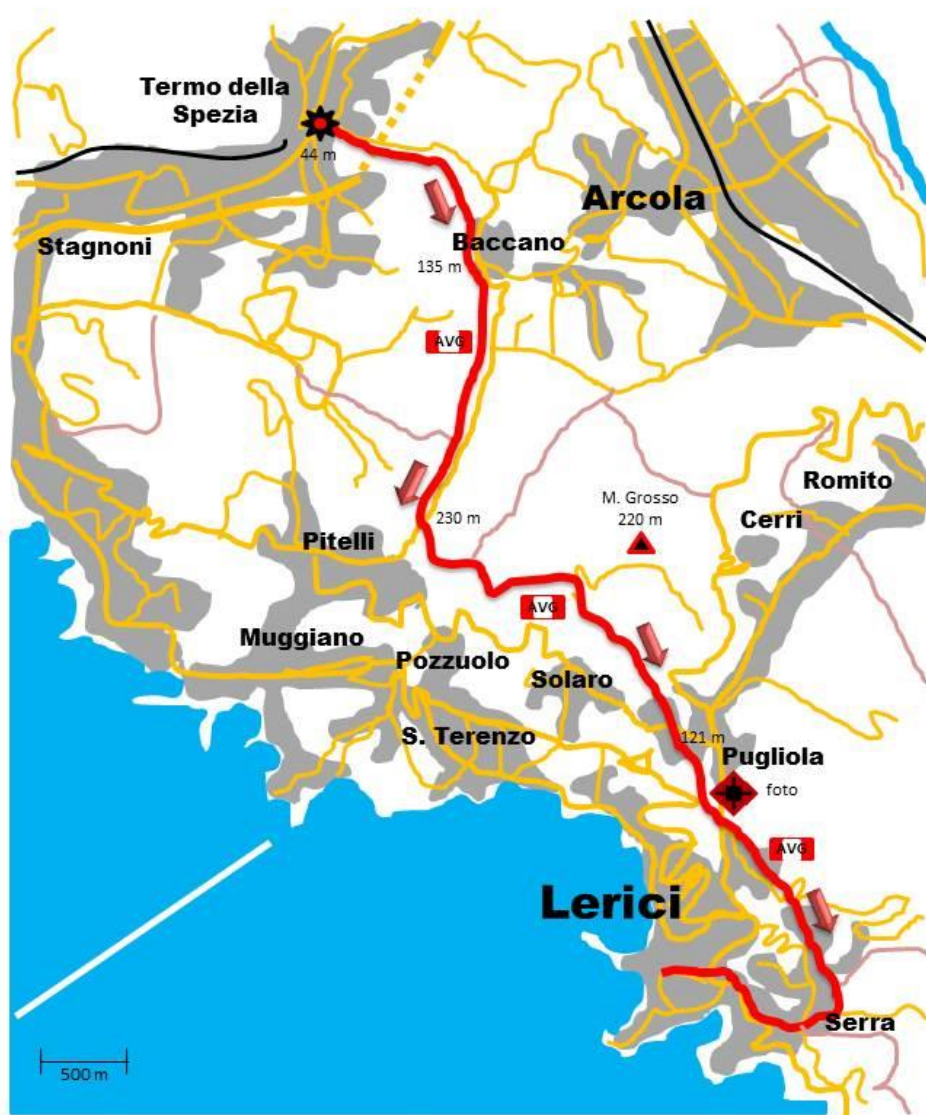 Termo della
Spezia
44 m
Arcola
Stagnoni
Baccano
135 m
AVG
Romito
M. Grosso
220 m
230 m
Cerri
Pitelli
AVG
Muggiano
Pozzuolo
Solaro
S. Terenzo
121 m
Pugliola
foto
AVG
Lerici
Serra
500 m